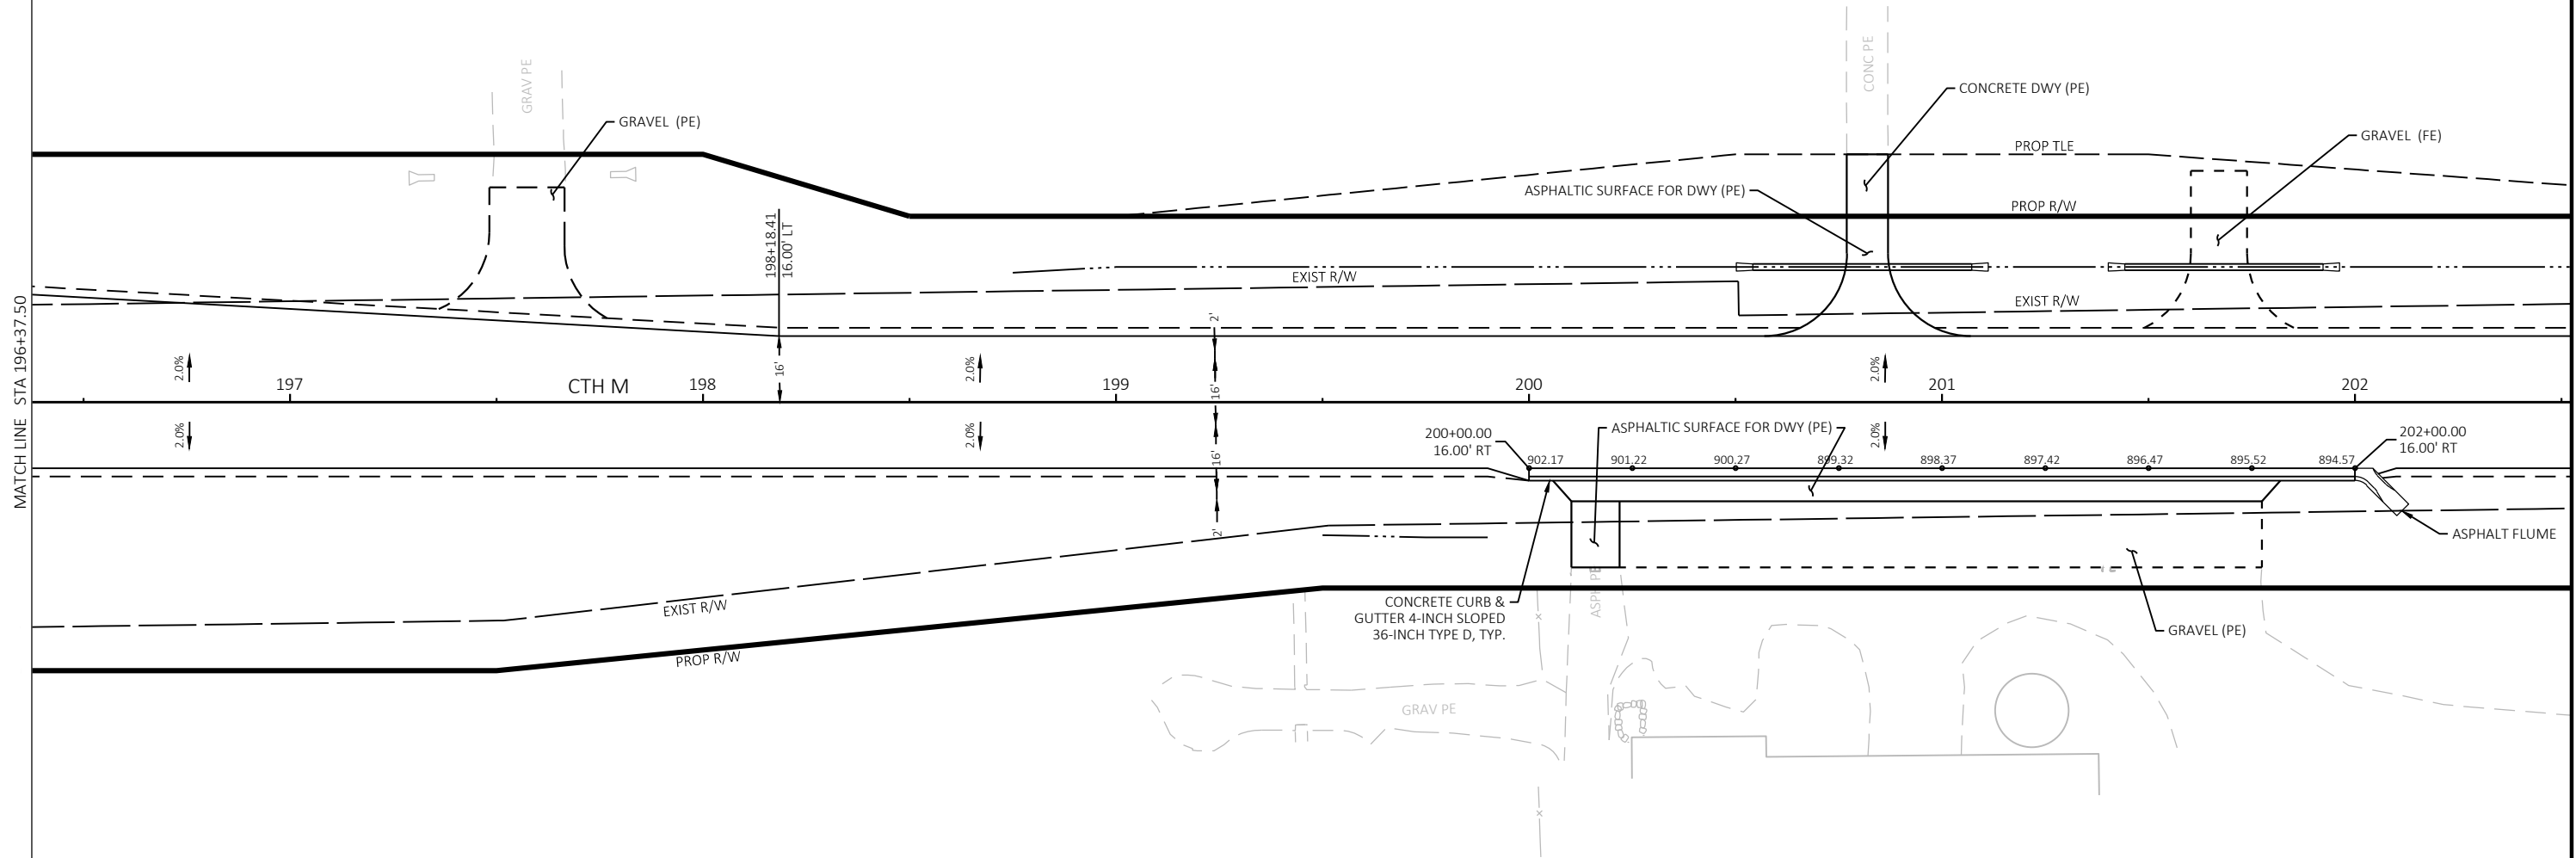 GRAV PE
CONC PE
CONCRETE DWY (PE)
GRAVEL (PE)
GRAVEL (FE)
PROP TLE
ASPHALTIC SURFACE FOR DWY (PE)
PROP R/W
198+18.41
16.00' LT
EXIST R/W
EXIST R/W
MATCH LINE STA 196+37.50
2'
2.0%
16'
2.0%
2.0%
197
CTH M
198
199
16'
200
201
202
2.0%
2.0%
2.0%
200+00.00
16.00' RT
ASPHALTIC SURFACE FOR DWY (PE)
202+00.00
16.00' RT
16'
902.17
901.22
900.27
899.32
898.37
897.42
896.47
895.52
894.57
2'
ASPHALT FLUME
ASPH PE
EXIST R/W
CONCRETE CURB &
GUTTER 4-INCH SLOPED
36-INCH TYPE D, TYP.
GRAVEL (PE)
PROP R/W
GRAV PE